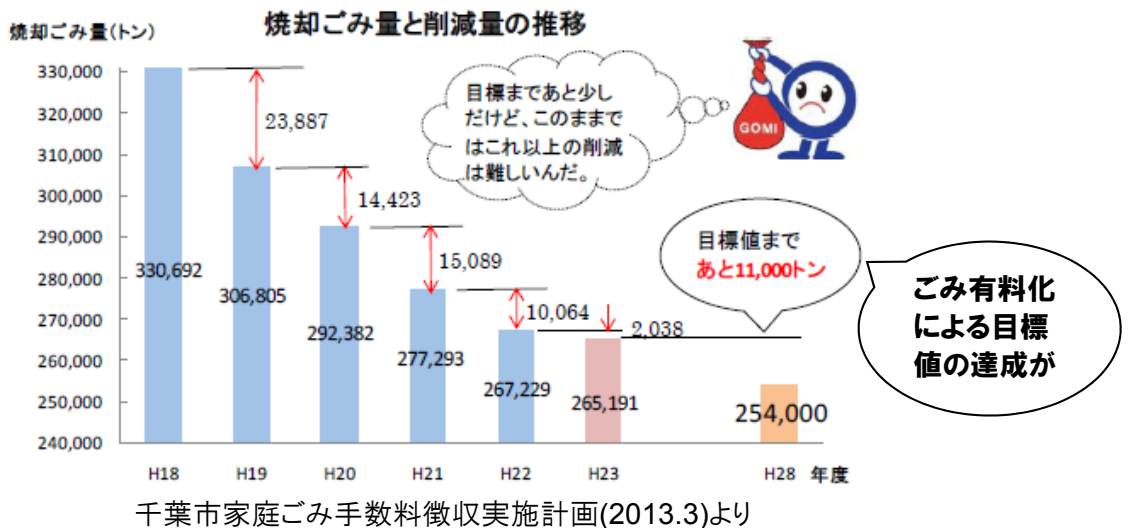 焼却ごみ量と削減量の推移
焼却ごみ量(トン)
330,000
320,000
310,000
300,000
290,000
280,000
270,000
260,000
250,000
240,000
330,692
306,805
292,382
277,293
267,229
265,191
254,000
23,887
14,423
15,089
10,064
2,038
目標まであと少し
だけど、このままで
はこれ以上の削減
は難しいんだ。
GOMI
目標値まで
あと11,000トン
ごみ有料化
による目標
値の達成が
H18
H19
H20
H21
H22
H23
H28
年度
千葉市家庭ごみ手数料徴収実施計画(2013.3)より